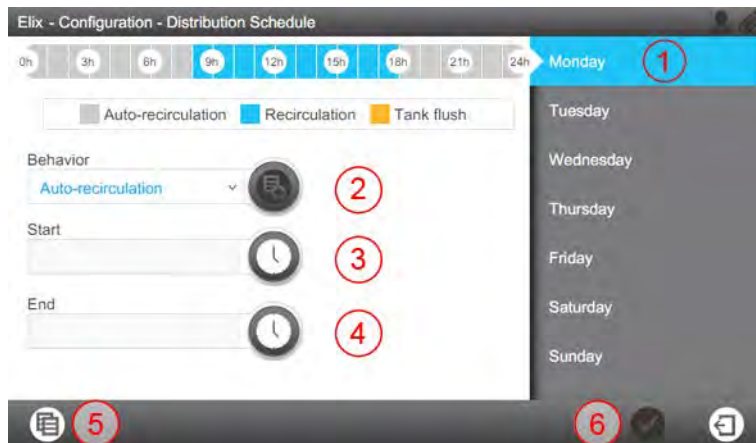 Elix - Configuration - Distribution Schedule
0h 3h 6h 9h 12h 15h 18h 21h 24h
Monday 1
Auto-recirculation Recirculation Tank flush
Tuesday
Behavior
Wednesday
Auto-recirculation 2
Thursday
Start
3
Friday
End
4
Saturday
Sunday
5 6